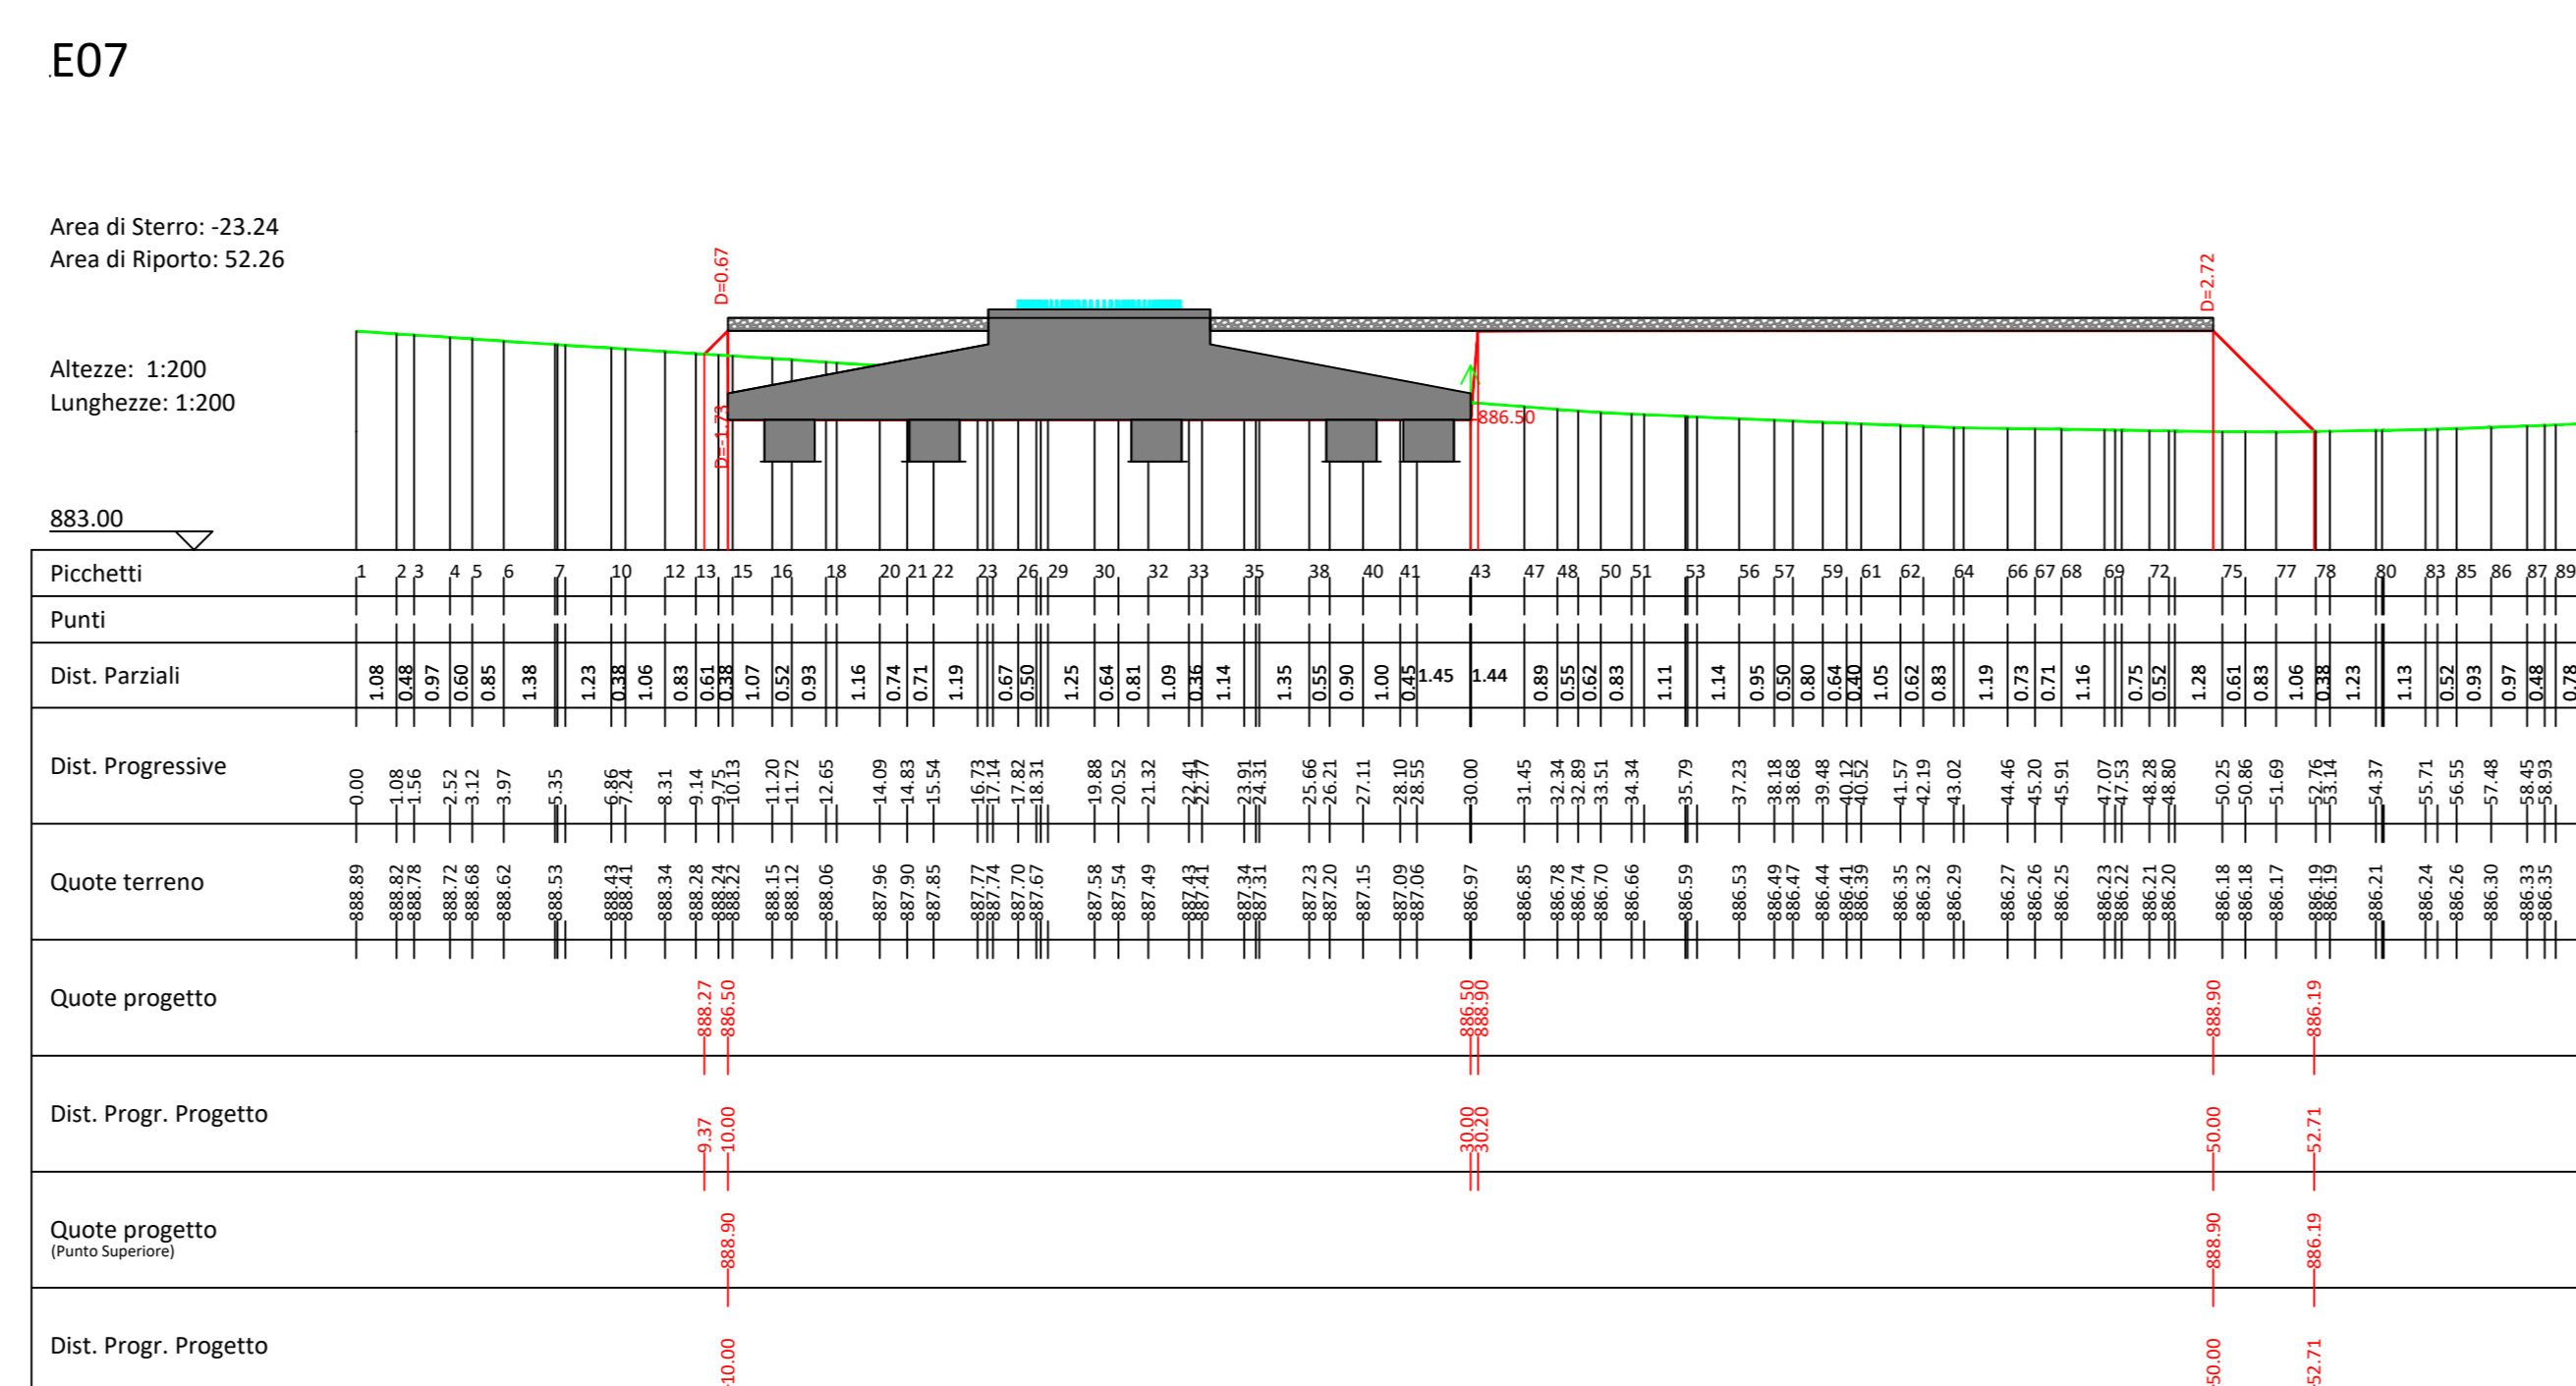 E07
Area di Sterro: -23.24
Area di Riporto: 52.26
D=0.67
D=2.72
Altezze: 1:200
Lunghezze: 1:200
D=-1.73
886.50
883.00
Picchetti 1 2 3 4 5 6 7 10 12 13 15 16 18 20 21 22 23 26 29 30 32 33 35 38 40 41 43 47 48 50 51 53 56 57 59 61 62 64 66 67 68 69 72 75 77 78 80 83 85 86 87 89
Punti
Dist. Parziali 1.08 0.48 0.97 0.60 0.85 1.38 1.23 0.38 1.06 0.83 0.61 0.38 1.07 0.52 0.93 1.16 0.74 0.71 1.19 0.67 0.50 1.25 0.64 0.81 1.09 0.36 1.14 1.35 0.55 0.90 1.00 0.45 1.45 1.44 0.89 0.55 0.62 0.83 1.11 1.14 0.95 0.50 0.80 0.64 0.40 1.05 0.62 0.83 1.19 0.73 0.71 1.16 0.75 0.52 1.28 0.61 0.83 1.06 0.38 1.23 1.13 0.52 0.93 0.97 0.48 0.78
Dist. Progressive 0.00 1.08 1.56 2.52 3.12 3.97 5.35 6.86 7.24 8.31 9.14 9.75 10.13 11.20 11.72 12.65 14.09 14.83 15.54 16.73 17.14 17.82 18.31 19.88 20.52 21.32 22.41 22.77 23.91 24.31 25.66 26.21 27.11 28.10 28.55 30.00 31.45 32.34 32.89 33.51 34.34 35.79 37.23 38.18 38.68 39.48 40.12 40.52 41.57 42.19 43.02 44.46 45.20 45.91 47.07 47.53 48.28 48.80 50.25 50.86 51.69 52.76 53.14 54.37 55.71 56.55 57.48 58.45 58.93
Quote terreno 888.89 888.82 888.78 888.72 888.68 888.62 888.53 888.43 888.41 888.34 888.28 888.24 888.22 888.15 888.12 888.06 887.96 887.90 887.85 887.77 887.74 887.70 887.67 887.58 887.54 887.49 887.43 887.41 887.34 887.31 887.23 887.20 887.15 887.09 887.06 886.97 886.85 886.78 886.74 886.70 886.66 886.59 886.53 886.49 886.47 886.44 886.41 886.39 886.35 886.32 886.29 886.27 886.26 886.25 886.23 886.22 886.21 886.20 886.18 886.18 886.17 886.19 886.19 886.21 886.24 886.26 886.30 886.33 886.35
Quote progetto 888.27 886.50 886.50 888.90 888.90 886.19
Dist. Progr. Progetto 9.37 10.00 30.00 30.20 50.00 52.71
Quote progetto 888.90 888.90 886.19
(Punto Superiore)
Dist. Progr. Progetto 10.00 50.00 52.71